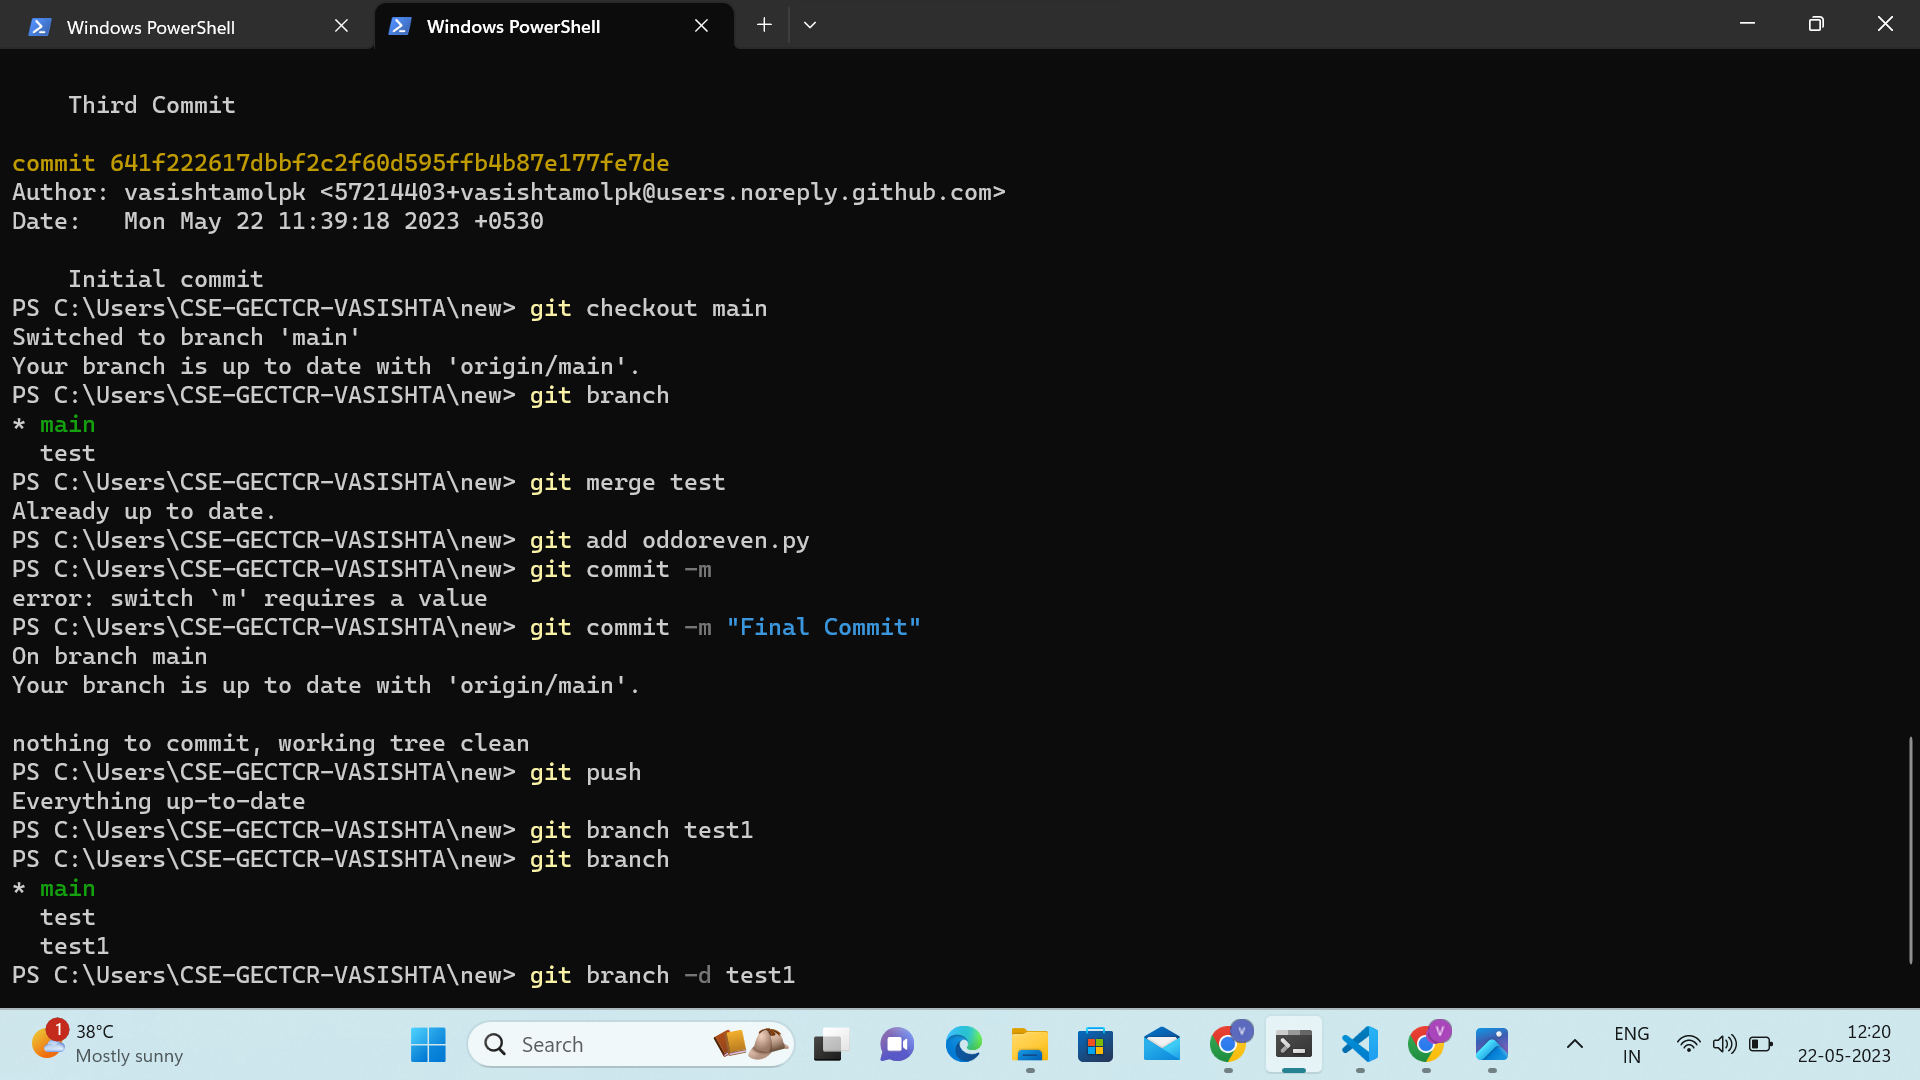 Windows PowerShell
Windows PowerShell
Third Commit
commit 641f222617dbbf2c2f60d595ffb4b87e177fe7de
Author: vasishtamolpk <57214403+vasishtamolpk@users.noreply.github.com>
Date:   Mon May 22 11:39:18 2023 +0530
Initial commit
PS C:\Users\CSE-GECTCR-VASISHTA\new> git checkout main
Switched to branch 'main'
Your branch is up to date with 'origin/main'.
PS C:\Users\CSE-GECTCR-VASISHTA\new> git branch
* main
test
PS C:\Users\CSE-GECTCR-VASISHTA\new> git merge test
Already up to date.
PS C:\Users\CSE-GECTCR-VASISHTA\new> git add oddoreven.py
PS C:\Users\CSE-GECTCR-VASISHTA\new> git commit -m
error: switch `m' requires a value
PS C:\Users\CSE-GECTCR-VASISHTA\new> git commit -m "Final Commit"
On branch main
Your branch is up to date with 'origin/main'.
nothing to commit, working tree clean
PS C:\Users\CSE-GECTCR-VASISHTA\new> git push
Everything up-to-date
PS C:\Users\CSE-GECTCR-VASISHTA\new> git branch test1
PS C:\Users\CSE-GECTCR-VASISHTA\new> git branch
* main
test
test1
PS C:\Users\CSE-GECTCR-VASISHTA\new> git branch -d test1
1
38°C
Mostly sunny
Search
V
V
ENG
IN
12:20
22-05-2023